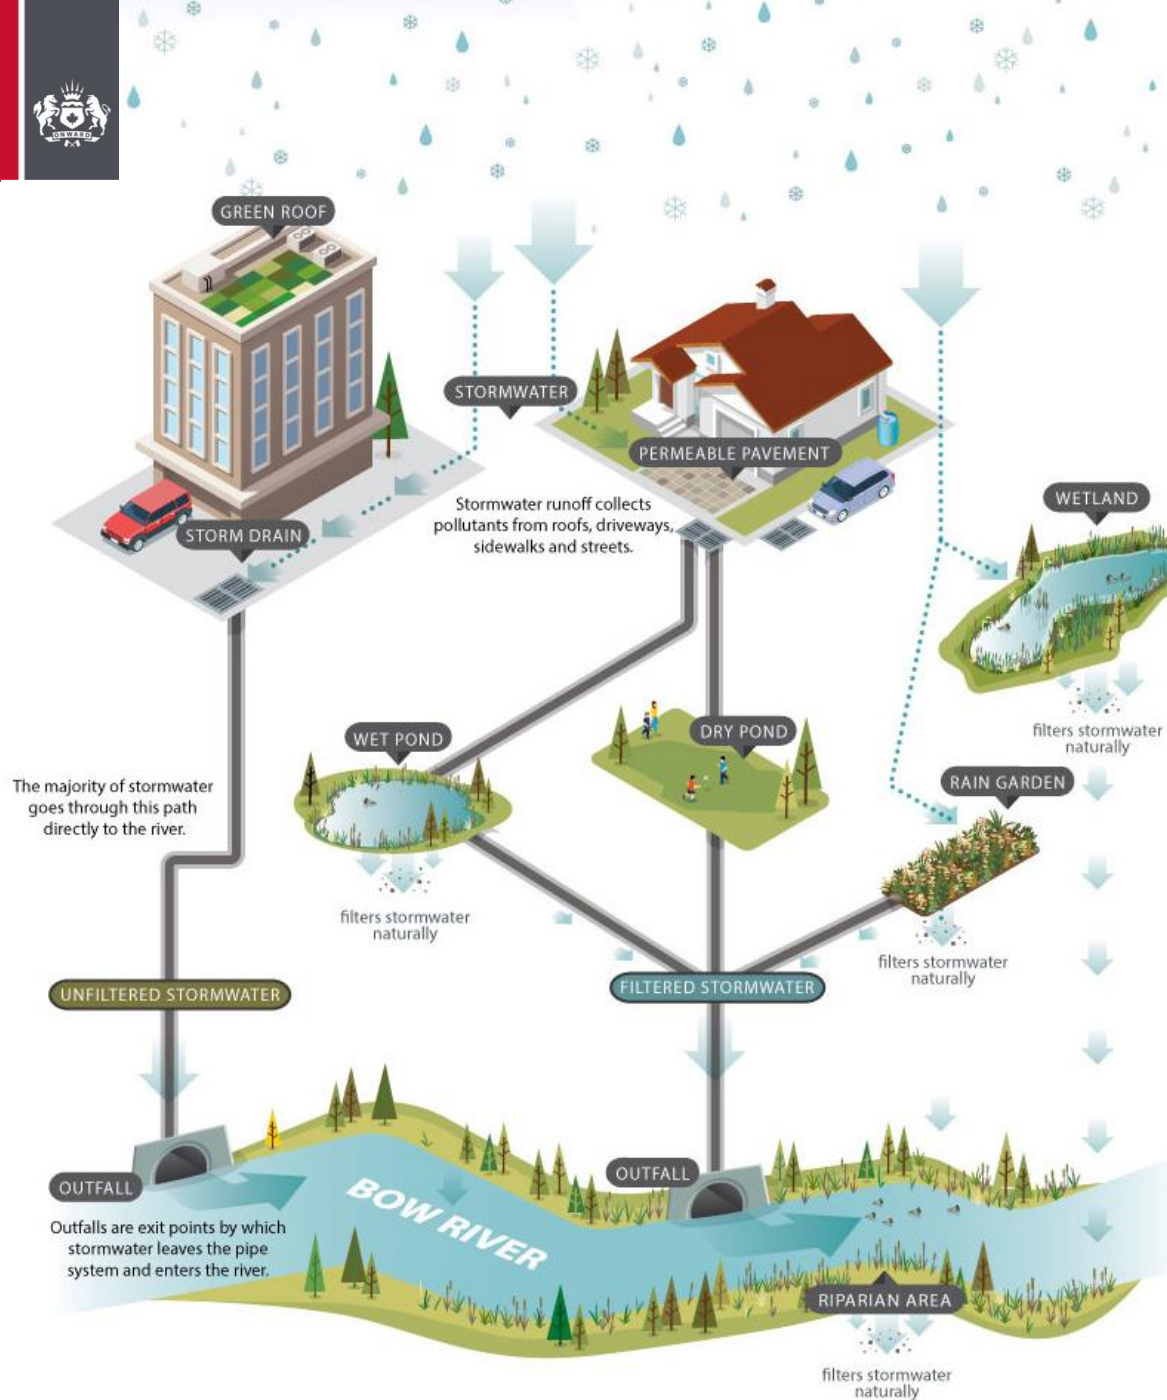 ONWARD
GREEN ROOF
STORMWATER
PERMEABLE PAVEMENT
Stormwater runoff collects
pollutants from roofs, driveways,
sidewalks and streets.
STORM DRAIN
WETLAND
filters stormwater
naturally
WET POND
DRY POND
RAIN GARDEN
The majority of stormwater
goes through this path
directly to the river.
filters stormwater
naturally
filters stormwater
naturally
UNFILTERED STORMWATER
FILTERED STORMWATER
OUTFALL
OUTFALL
BOW RIVER
Outfalls are exit points by which
stormwater leaves the pipe
system and enters the river.
RIPARIAN AREA
filters stormwater
naturally